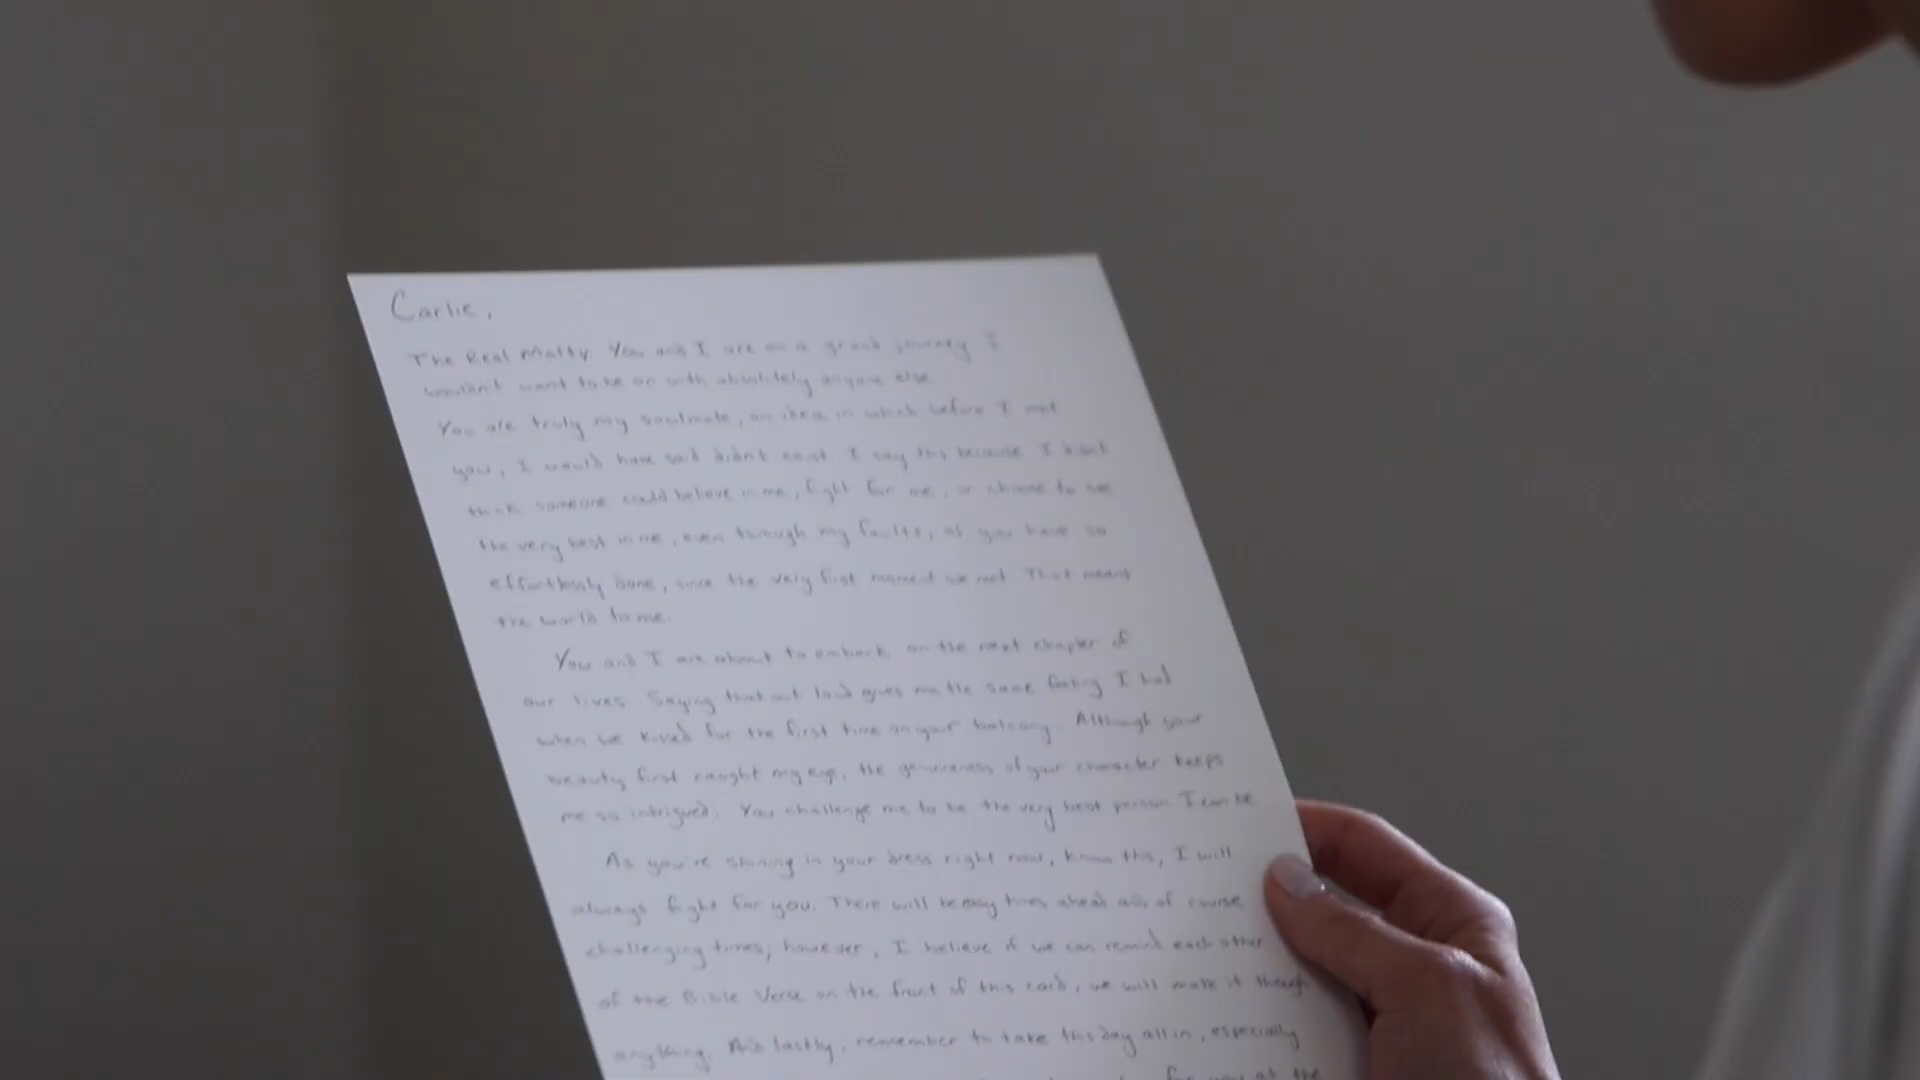 Carlie,
The Real Matty. You and I are on a grand journey I
wouldn't want to be on with absolutely anyone else.
You are truly my soulmate, an idea in which before I met
you, I would have said didn't exist. I say this because I didn't
think someone could believe in me, fight for me, or choose to see
the very best in me, even through my faults, as you have so
effortlessly done, since the very first moment we met. That means
the world to me.
You and I are about to embark on the next chapter of
our lives. Saying that out loud gives me the same feeling I had
when we kissed for the first time on your balcony. Although your
beauty first caught my eye, the genuineness of your character keeps
me so intrigued. You challenge me to be the very best person I can be
As you're shining in your dress right now, know this, I will
always fight for you. There will be easy times ahead and of course
challenging times; however, I believe if we can remind each other
of the Bible Verse on the front of this card, we will make it though
anything. And lastly, remember to take this day all in, especially
for you at the